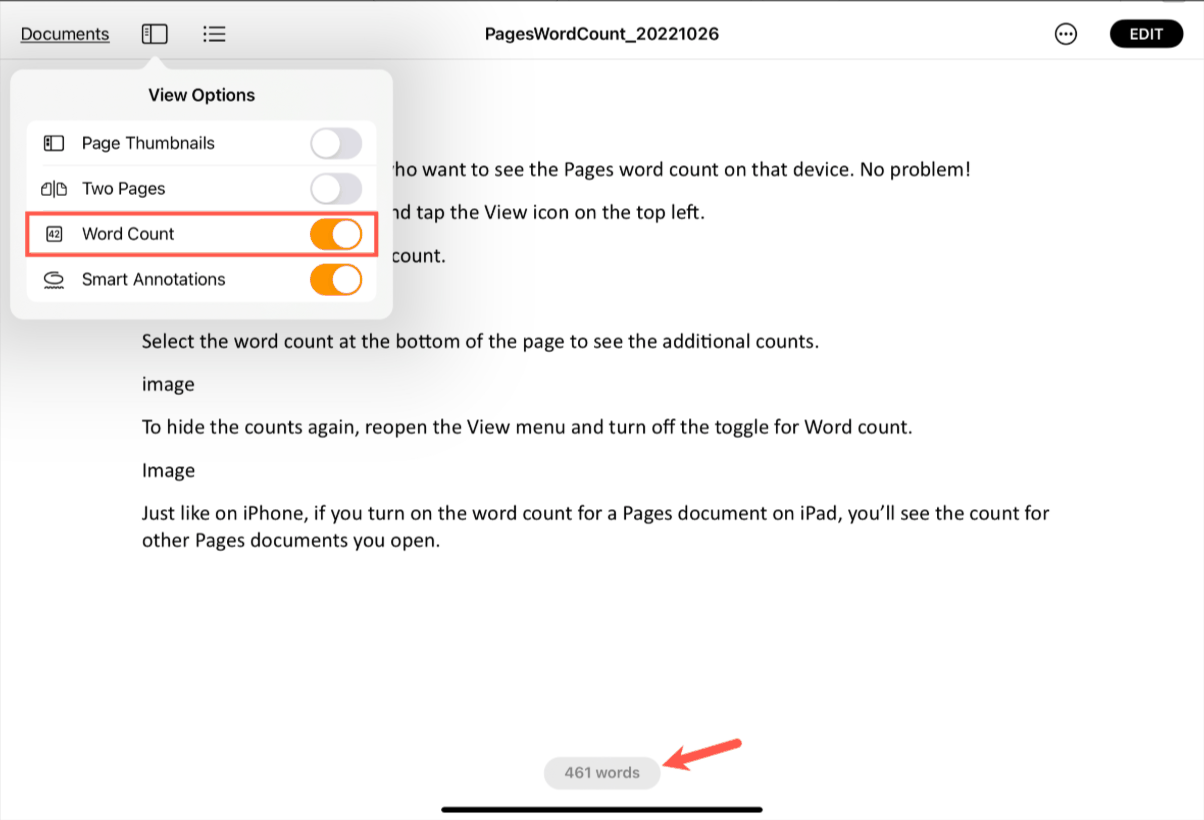 Documents PagesWordCount_20221026 EDIT
View Options
Page Thumbnails
Two Pages
42 Word Count
Smart Annotations
want to see the Pages word count on that device. No problem!
tap the View icon on the top left.
count.
Select the word count at the bottom of the page to see the additional counts.
image
To hide the counts again, reopen the View menu and turn off the toggle for Word count.
Image
Just like on iPhone, if you turn on the word count for a Pages document on iPad, you’ll see the count for
other Pages documents you open.
461 words